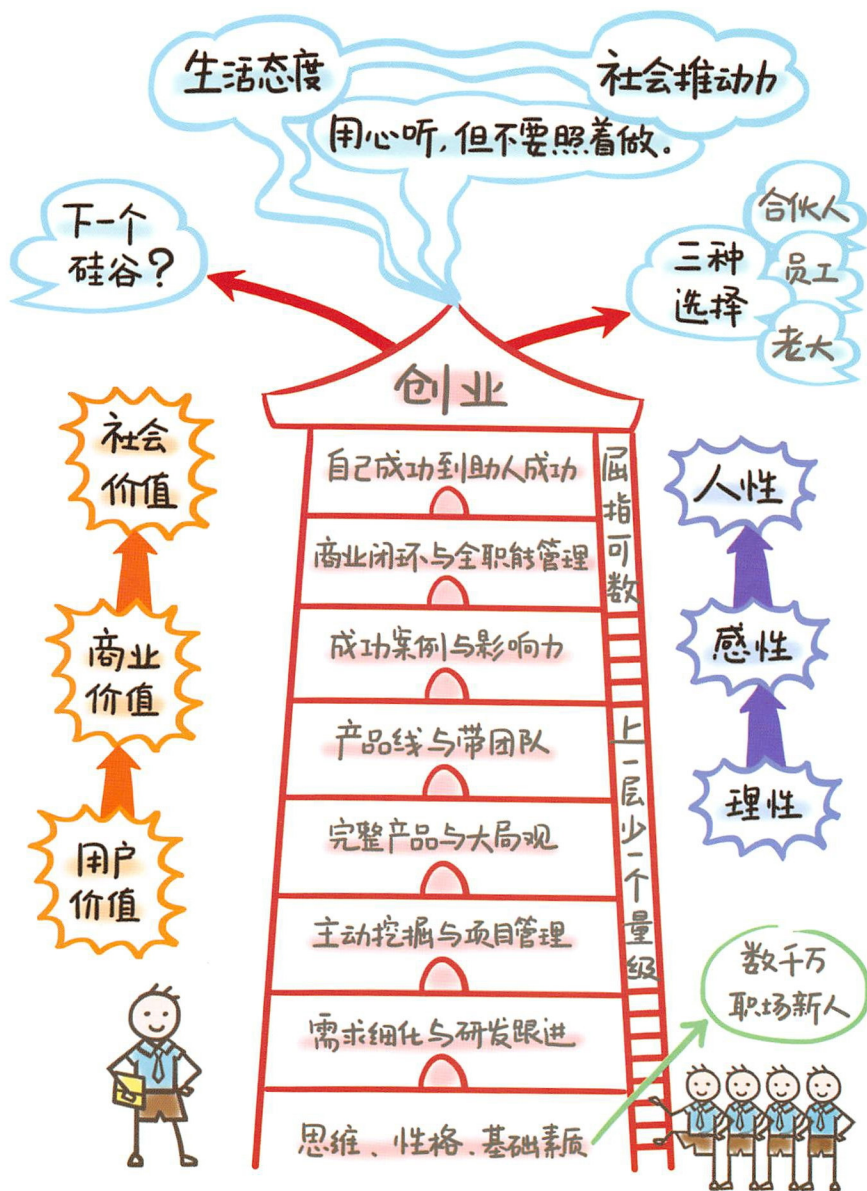 生活态度
社会推动力
用心听,但不要照着做。
下一个
硅谷?
三种
选择
合伙人
员工
老大
创业
自己成功到助人成功
商业闭环与全职能管理
成功案例与影响力
产品线与带团队
完整产品与大局观
主动挖掘与项目管理
需求细化与研发跟进
思维、性格、基础素质
屈指可数
上一层少一个量级
社会
价值
商业
价值
用户
价值
人性
感性
理性
数千万
职场新人